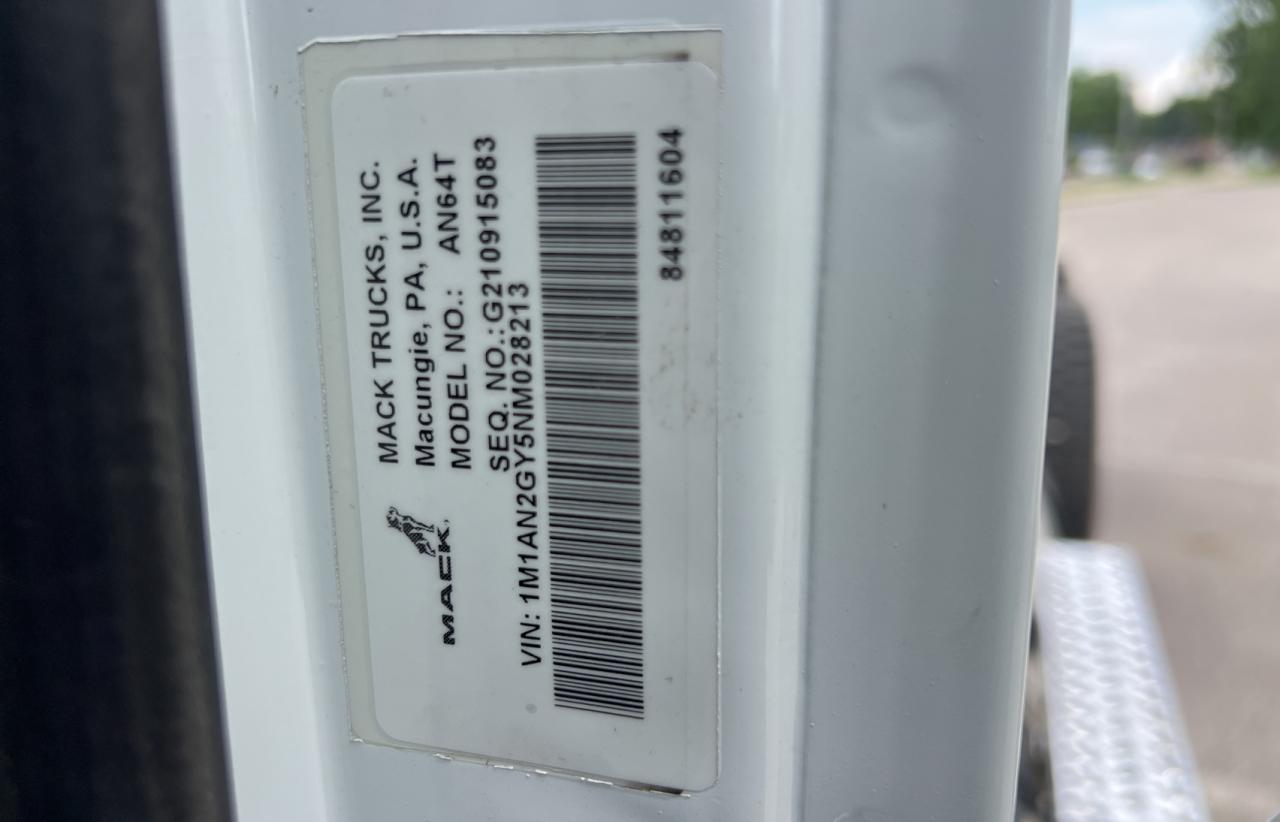 MACK TRUCKS, INC.
Macungie, PA, U.S.A.
MODEL NO.: AN64T
SEQ. NO.: G210915083
MACK
VIN: 1M1AN2GY5NM028213
84811604